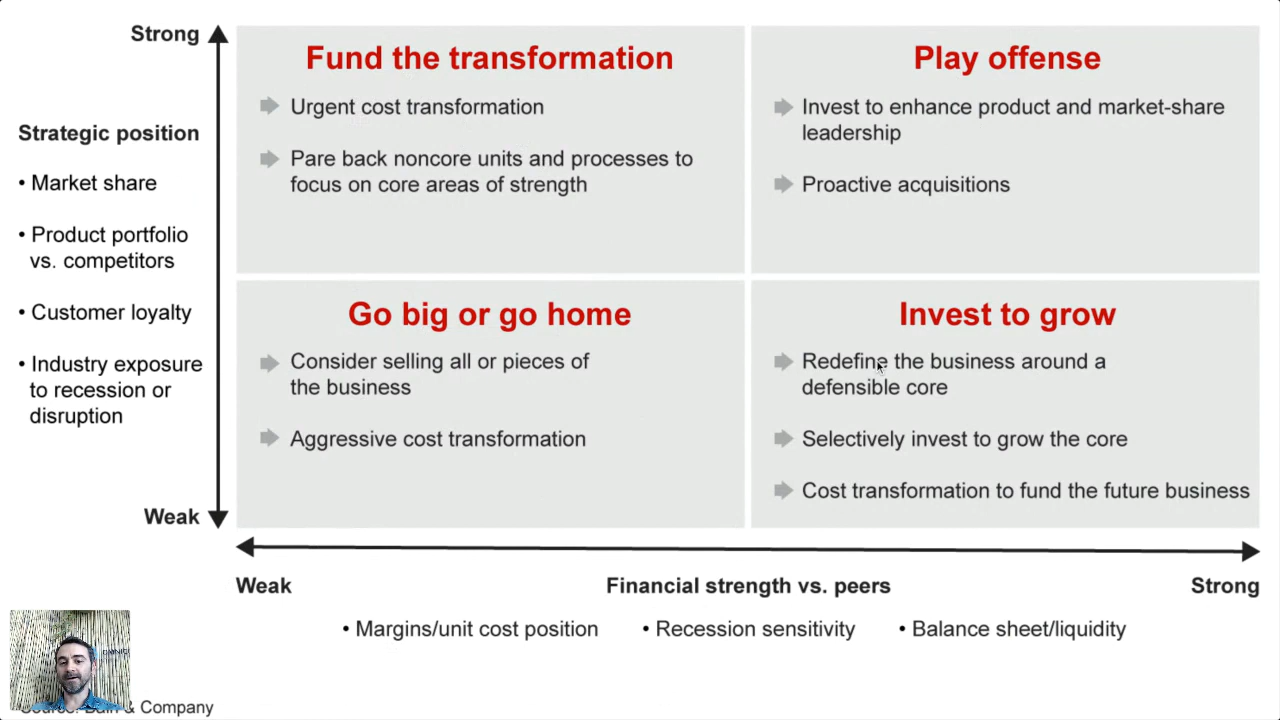 Strong
Strategic position
• Market share
• Product portfolio
vs. competitors
• Customer loyalty
• Industry exposure
to recession or
disruption
Weak
Fund the transformation
Urgent cost transformation
Pare back noncore units and processes to
focus on core areas of strength
Play offense
Invest to enhance product and market-share
leadership
Proactive acquisitions
Go big or go home
Consider selling all or pieces of
the business
Aggressive cost transformation
Invest to grow
Redefine the business around a
defensible core
Selectively invest to grow the core
Cost transformation to fund the future business
Weak
Financial strength vs. peers
Strong
• Margins/unit cost position
• Recession sensitivity
• Balance sheet/liquidity
Source: Bain & Company